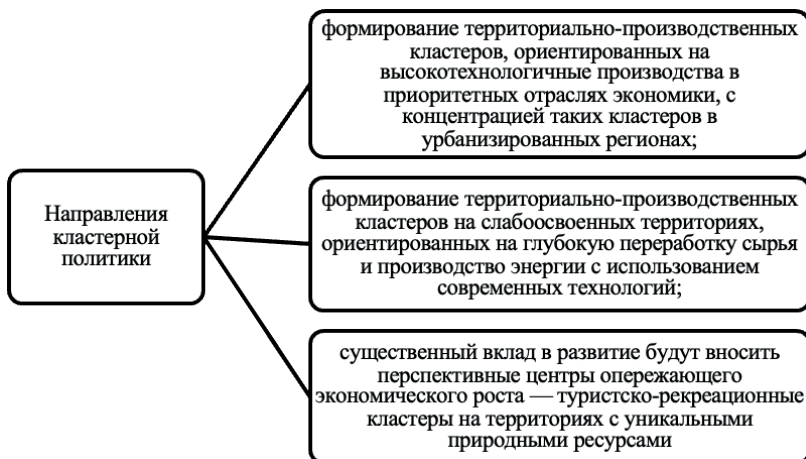 формирование территориально-производственных
кластеров, ориентированных на
высокотехнологичные производства в
приоритетных отраслях экономики, с
концентрацией таких кластеров в
урбанизированных регионах;
Направления
кластерной
политики
формирование территориально-производственных
кластеров на слабоосвоенных территориях,
ориентированных на глубокую переработку сырья
и производство энергии с использованием
современных технологий;
существенный вклад в развитие будут вносить
перспективные центры опережающего
экономического роста — туристско-рекреационные
кластеры на территориях с уникальными
природными ресурсами